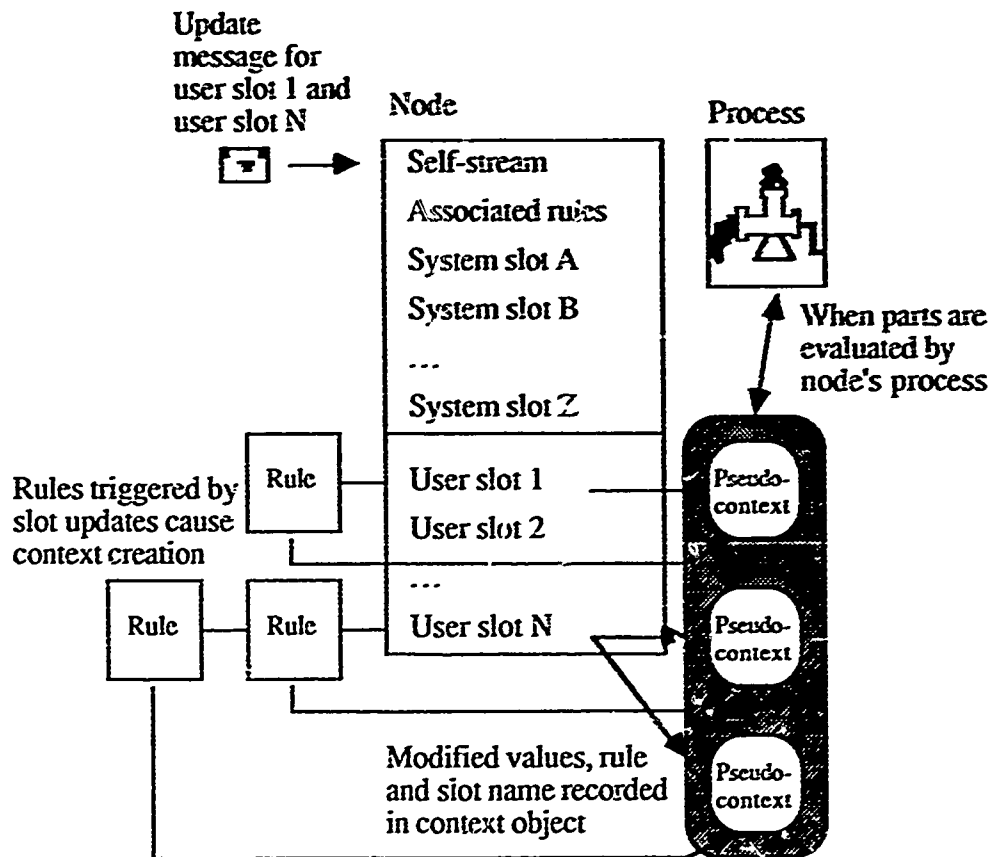 Update
message for
user slot 1 and
user slot N
Node
Process
Self-stream
Associated rules
System slot A
System slot B
...
System slot Z
When parts are
evaluated by
node's process
Rules triggered by
slot updates cause
context creation
Rule
User slot 1
User slot 2
...
User slot N
Rule
Rule
Pseudo-
context
Pseudo-
context
Pseudo-
context
Modified values, rule
and slot name recorded
in context object